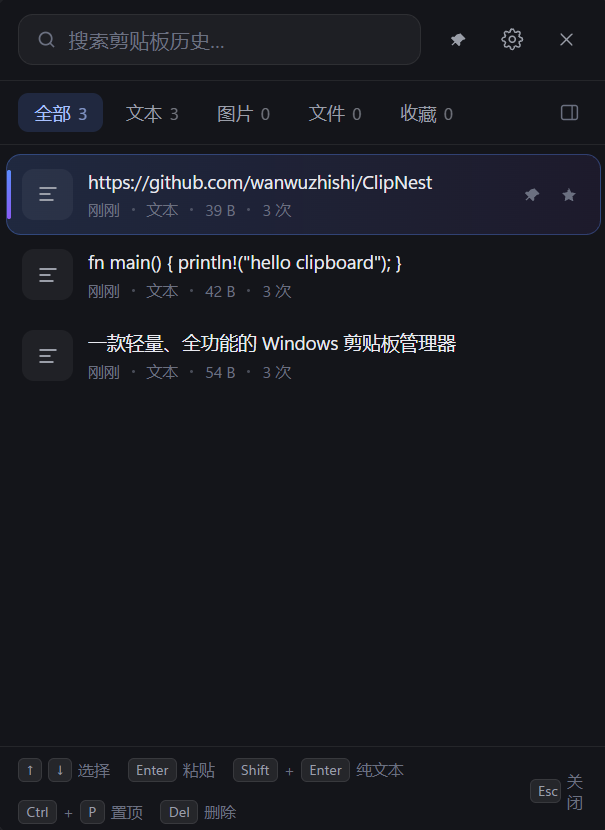 搜索剪贴板历史...
全部 3 文本 3 图片 0 文件 0 收藏 0
https://github.com/wanwuzhishi/ClipNest
刚刚 · 文本 · 39 B · 3 次
fn main() { println!("hello clipboard"); }
刚刚 · 文本 · 42 B · 3 次
一款轻量、全功能的 Windows 剪贴板管理器
刚刚 · 文本 · 54 B · 3 次
↑ ↓ 选择 Enter 粘贴 Shift + Enter 纯文本
Ctrl + P 置顶 Del 删除
Esc 关
闭